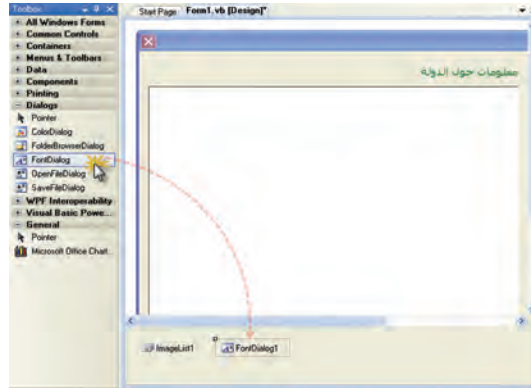 Toolbox
All Windows Forms
Common Controls
Containers
Menus & Toolbars
Data
Components
Printing
Dialogs
Pointer
ColorDialog
FolderBrowserDialog
FontDialog
OpenFileDialog
SaveFileDialog
WPF Interoperability
Visual Basic Powe...
General
Pointer
Microsoft Office Chart...
Start Page Form1.vb [Design]*
معلومات حول الدولة
ImageList1 FontDialog1